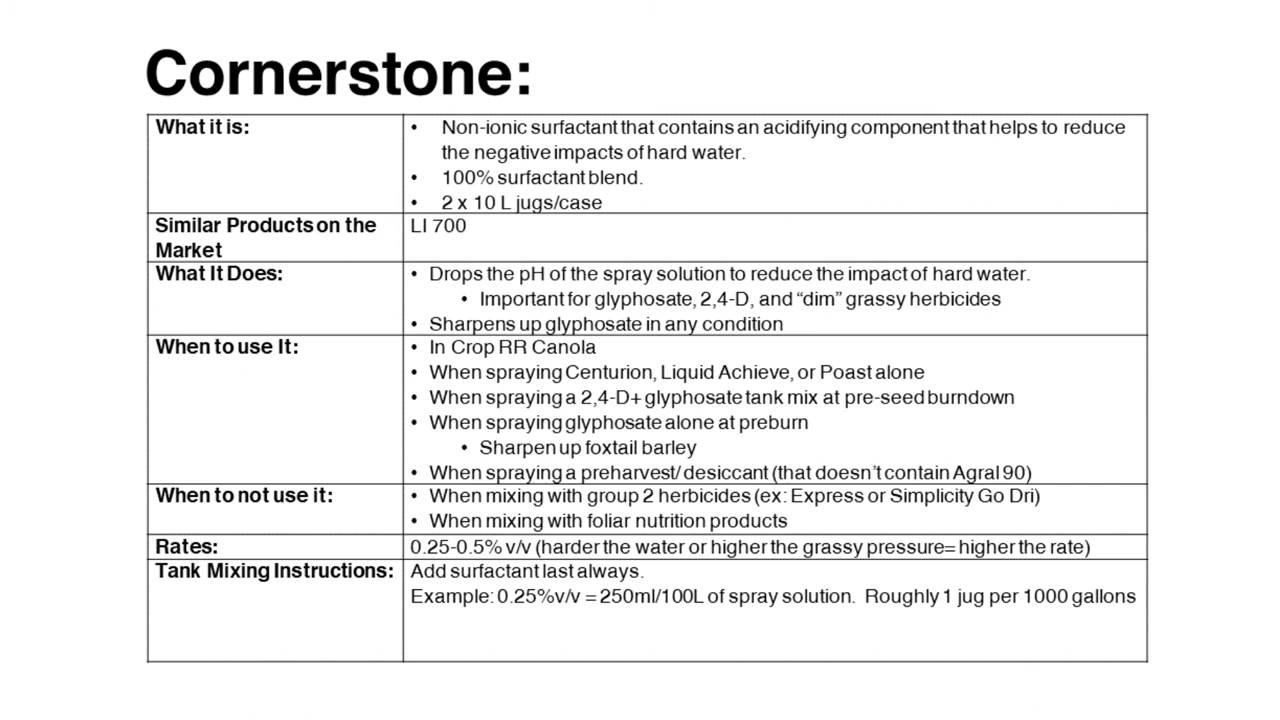 Cornerstone:
What it is:
• Non-ionic surfactant that contains an acidifying component that helps to reduce
the negative impacts of hard water.
• 100% surfactant blend.
• 2 x 10 L jugs/case
Similar Products on the
Market
LI 700
What It Does:
• Drops the pH of the spray solution to reduce the impact of hard water.
• Important for glyphosate, 2,4-D, and “dim” grassy herbicides
• Sharpens up glyphosate in any condition
When to use It:
• In Crop RR Canola
• When spraying Centurion, Liquid Achieve, or Poast alone
• When spraying a 2,4-D+ glyphosate tank mix at pre-seed burndown
• When spraying glyphosate alone at preburn
• Sharpen up foxtail barley
• When spraying a preharvest/ desiccant (that doesn’t contain Agral 90)
When to not use it:
• When mixing with group 2 herbicides (ex: Express or Simplicity Go Dri)
• When mixing with foliar nutrition products
Rates:
0.25-0.5% v/v (harder the water or higher the grassy pressure= higher the rate)
Tank Mixing Instructions:
Add surfactant last always.
Example: 0.25%v/v = 250ml/100L of spray solution. Roughly 1 jug per 1000 gallons